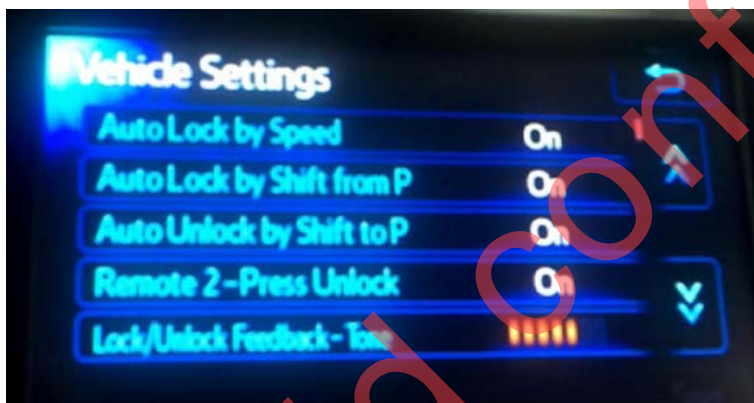 Vehicle Settings
Auto Lock by Speed On
Auto Lock by Shift from P On
Auto Unlock by Shift to P On
Remote 2-Press Unlock On
Lock/Unlock Feedback-Tone